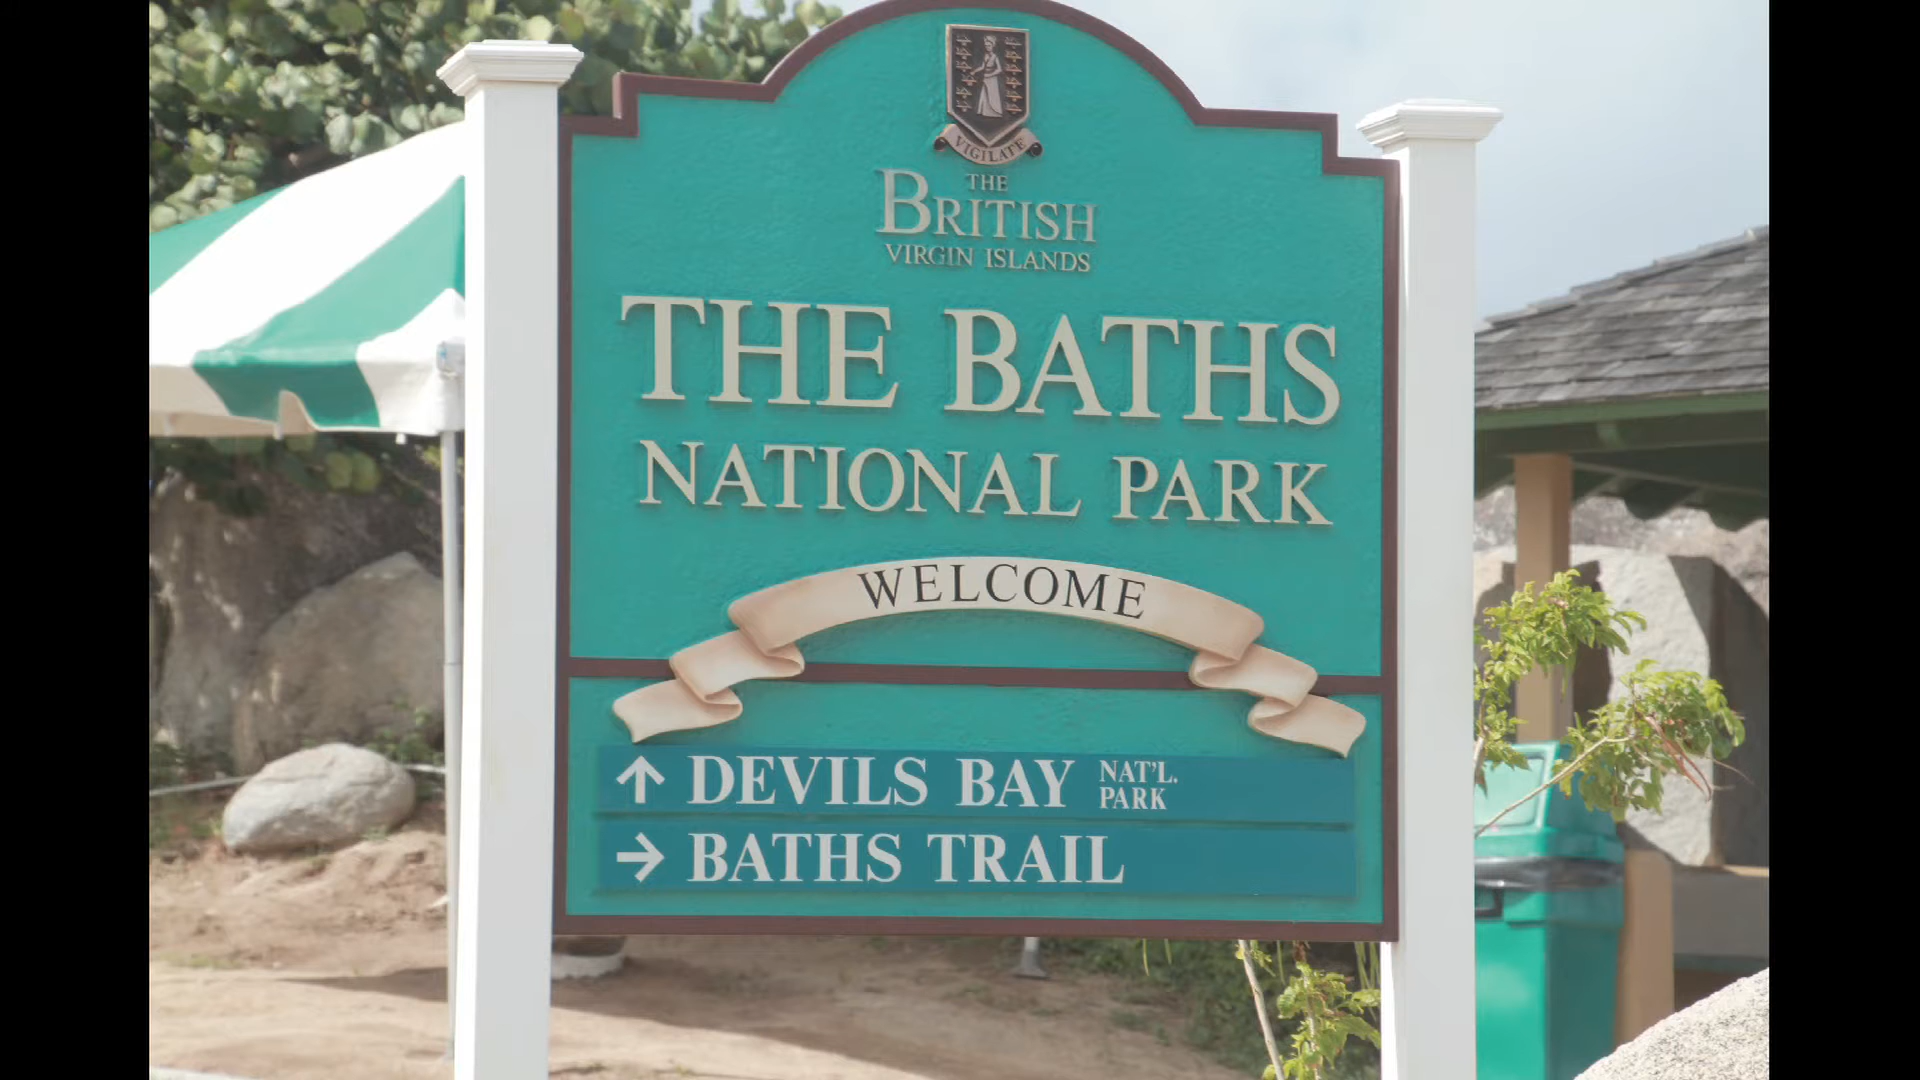 VIGILATE
THE
BRITISH
VIRGIN ISLANDS
THE BATHS
NATIONAL PARK
WELCOME
↑ DEVILS BAY NAT'L. PARK
→ BATHS TRAIL